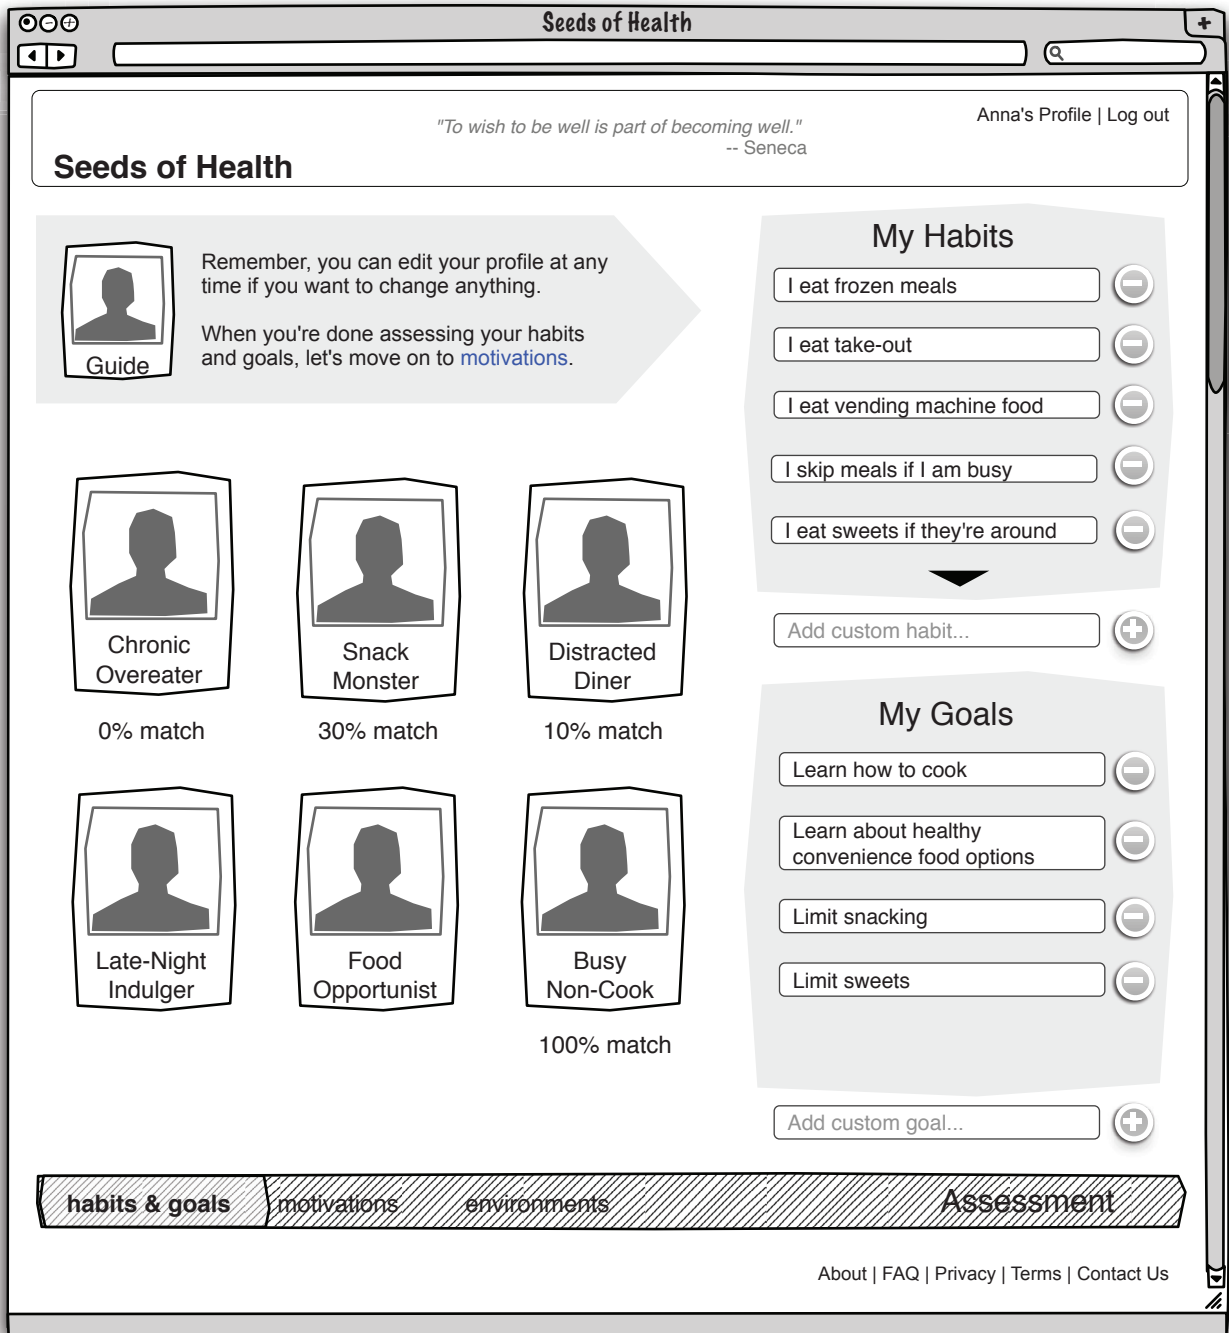 Seeds of Health
"To wish to be well is part of becoming well."
-- Seneca
Anna's Profile | Log out
Seeds of Health
Remember, you can edit your profile at any
time if you want to change anything.
When you're done assessing your habits
and goals, let's move on to motivations.
Guide
Chronic
Overeater
0% match
Snack
Monster
30% match
Distracted
Diner
10% match
Late-Night
Indulger
Food
Opportunist
Busy
Non-Cook
100% match
My Habits
I eat frozen meals
I eat take-out
I eat vending machine food
I skip meals if I am busy
I eat sweets if they're around
Add custom habit...
My Goals
Learn how to cook
Learn about healthy
convenience food options
Limit snacking
Limit sweets
Add custom goal...
habits & goals motivations environments Assessment
About | FAQ | Privacy | Terms | Contact Us